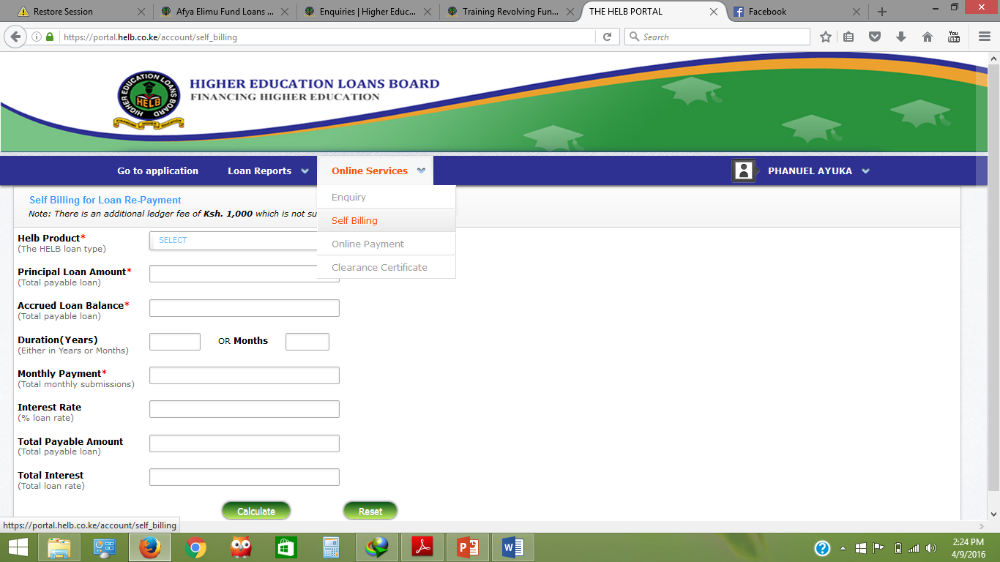 Restore Session
Afya Elimu Fund Loans ...
Enquiries | Higher Educ...
Training Revolving Fun...
THE HELB PORTAL
Facebook
https://portal.helb.co.ke/account/self_billing
Search
You Tube
HIGHER EDUCATION LOANS BOARD
HELB
FINANCING HIGHER EDUCATION
HIGHER EDUCATION LOANS BOARD
FINANCING HIGHER EDUCATION
Go to application
Loan Reports
Online Services
PHANUEL AYUKA
Enquiry
Self Billing
Online Payment
Clearance Certificate
Self Billing for Loan Re-Payment
Note: There is an additional ledger fee of Ksh. 1,000 which is not su
Helb Product*
(The HELB loan type)
SELECT
Principal Loan Amount*
(Total payable loan)
Accrued Loan Balance*
(Total payable loan)
Duration(Years)
(Either in Years or Months)
OR Months
Monthly Payment*
(Total monthly submissions)
Interest Rate
(% loan rate)
Total Payable Amount
(Total payable loan)
Total Interest
(Total loan rate)
Calculate
Reset
https://portal.helb.co.ke/account/self_billing
2:24 PM
4/9/2016